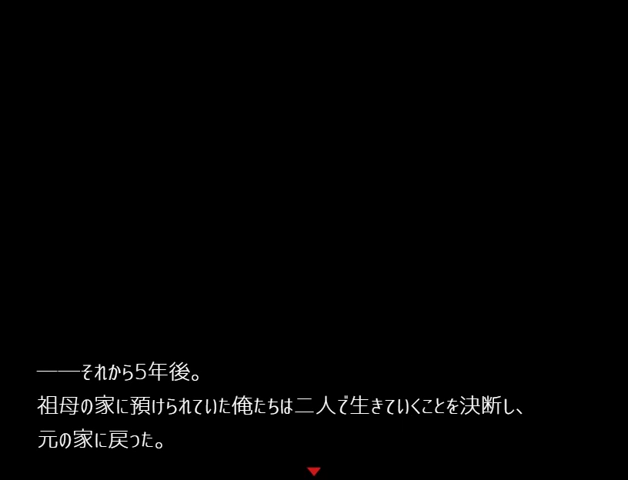 ――それから5年後。
祖母の家に預けられていた俺たちは二人で生きていくことを決断し、
元の家に戻った。